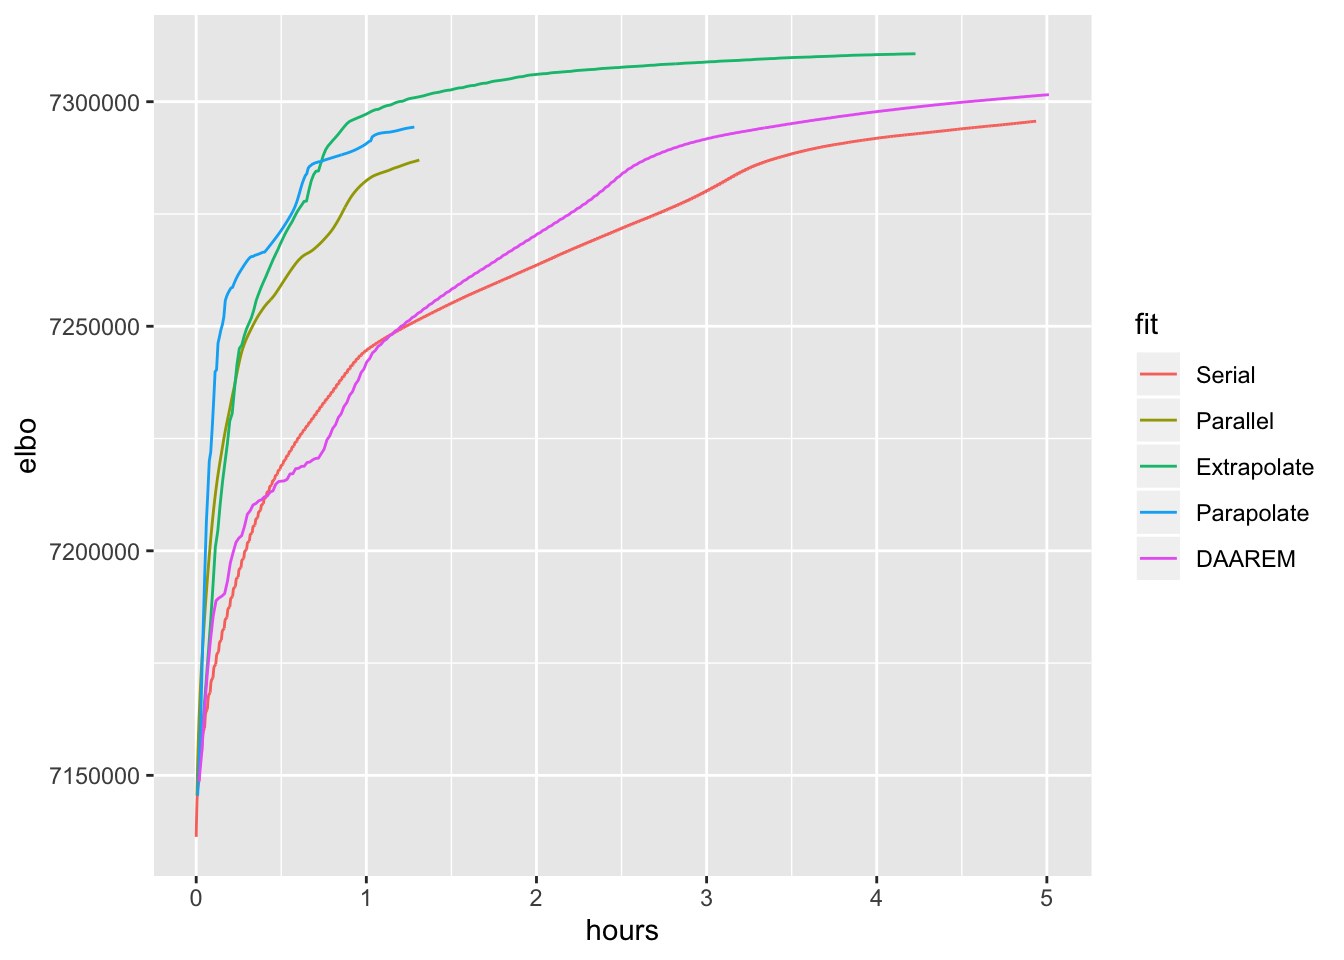 7300000
7250000
7200000
7150000
elbo
0 1 2 3 4 5
hours
fit
Serial
Parallel
Extrapolate
Parapolate
DAAREM